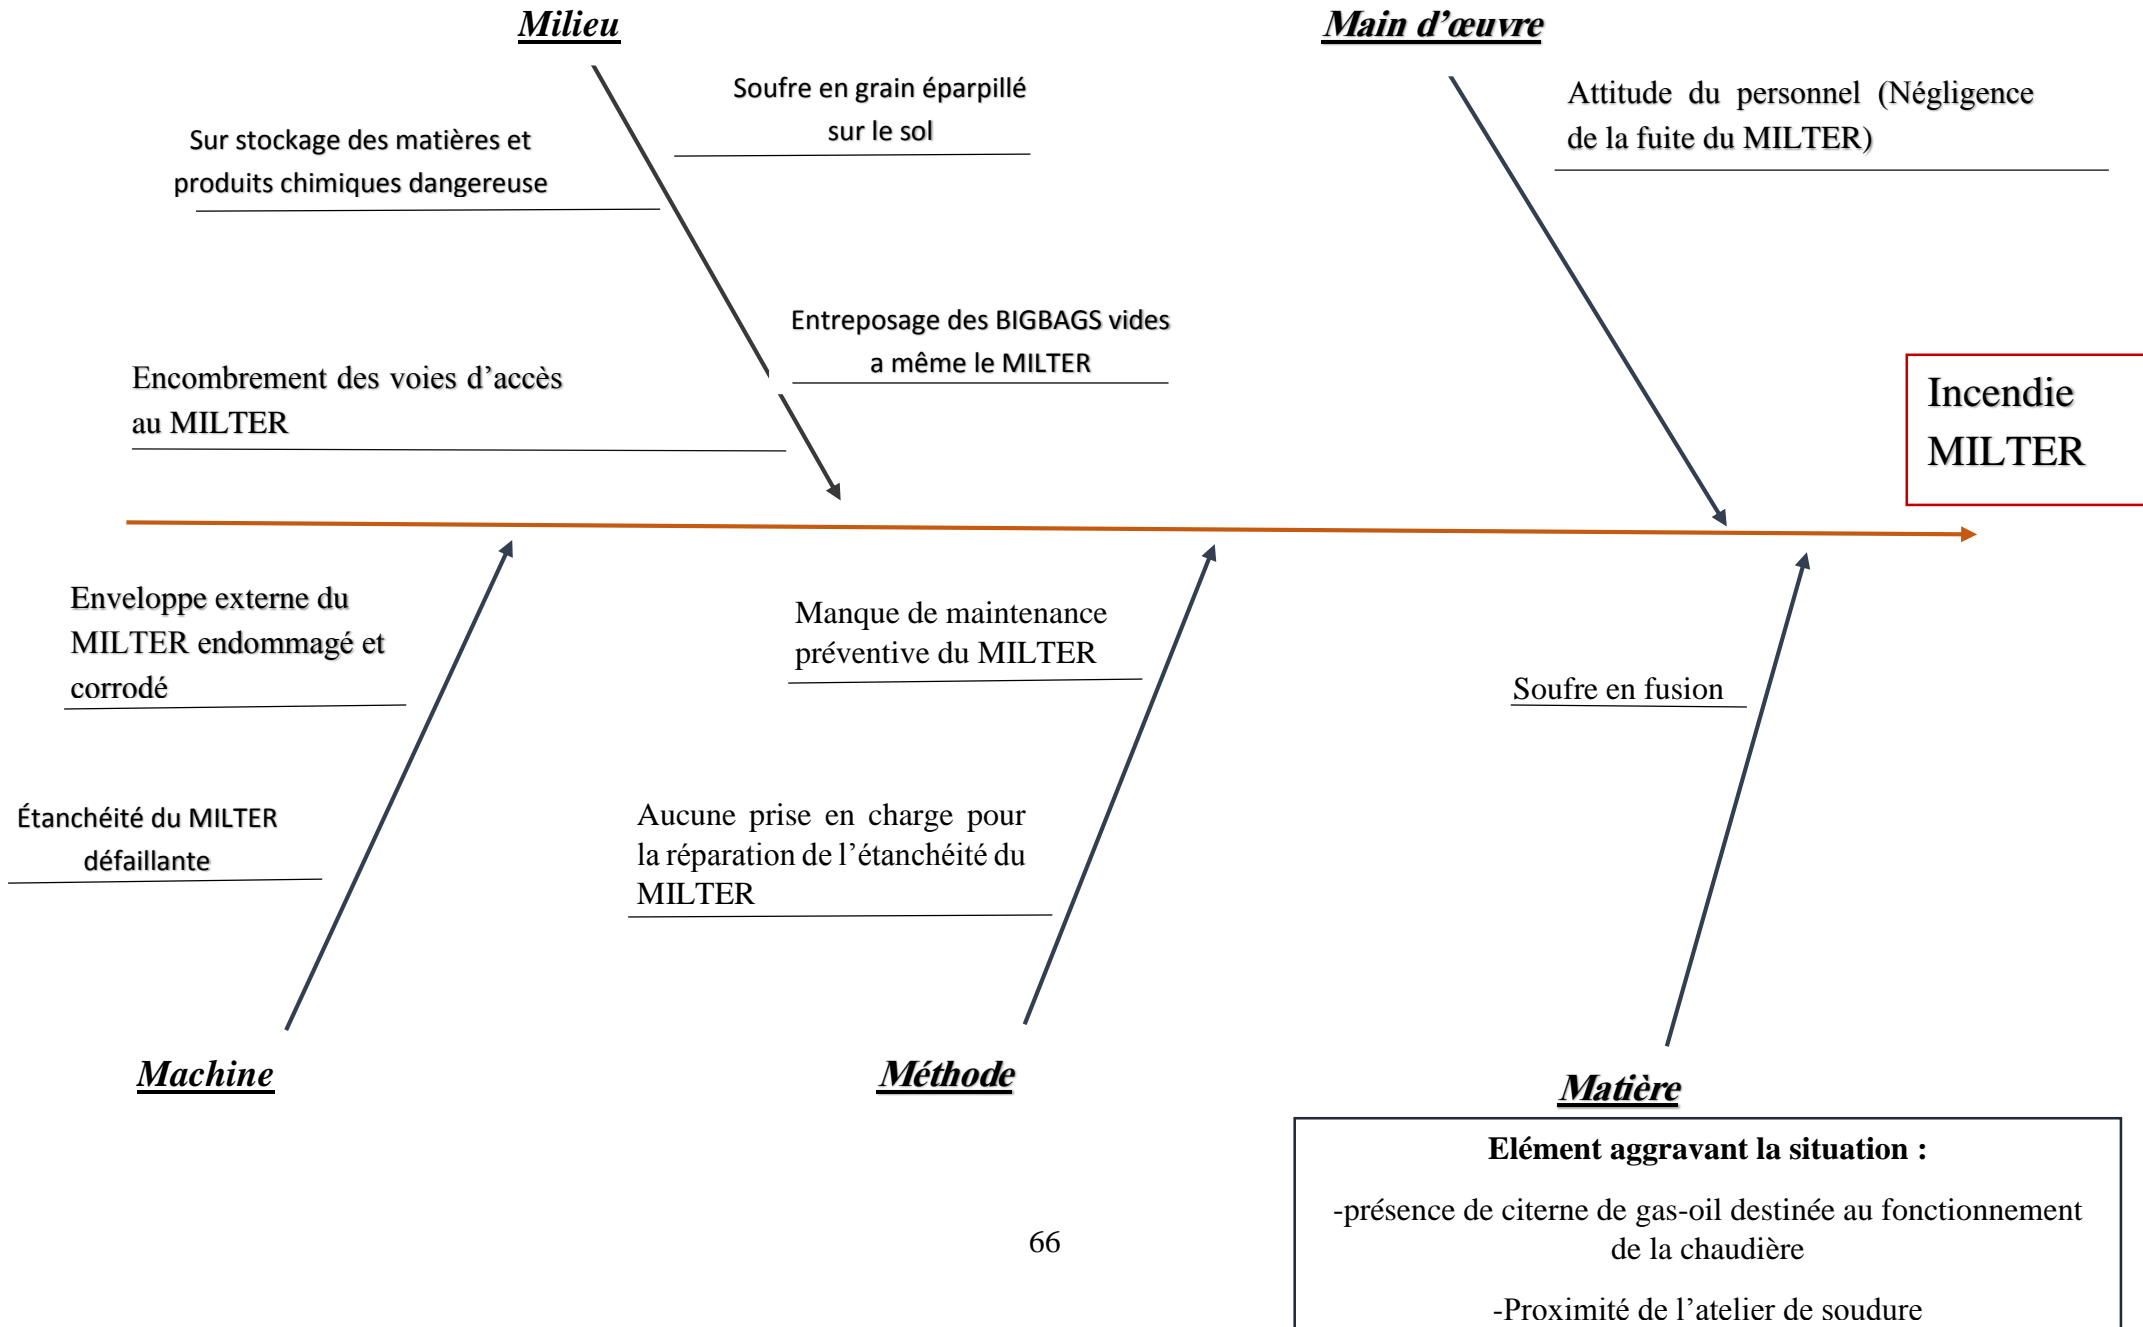 Milieu
Main d’œuvre
Soufre en grain éparpillé
sur le sol
Attitude du personnel (Négligence
de la fuite du MILTER)
Sur stockage des matières et
produits chimiques dangereuse
Entreposage des BIGBAGS vides
a même le MILTER
Encombrement des voies d’accès
au MILTER
Incendie
MILTER
Enveloppe externe du
MILTER endommagé et
corrodé
Manque de maintenance
préventive du MILTER
Soufre en fusion
Étanchéité du MILTER
défaillante
Aucune prise en charge pour
la réparation de l’étanchéité du
MILTER
Machine
Méthode
Matière
Elément aggravant la situation :
-présence de citerne de gas-oil destinée au fonctionnement
de la chaudière
-Proximité de l’atelier de soudure
66